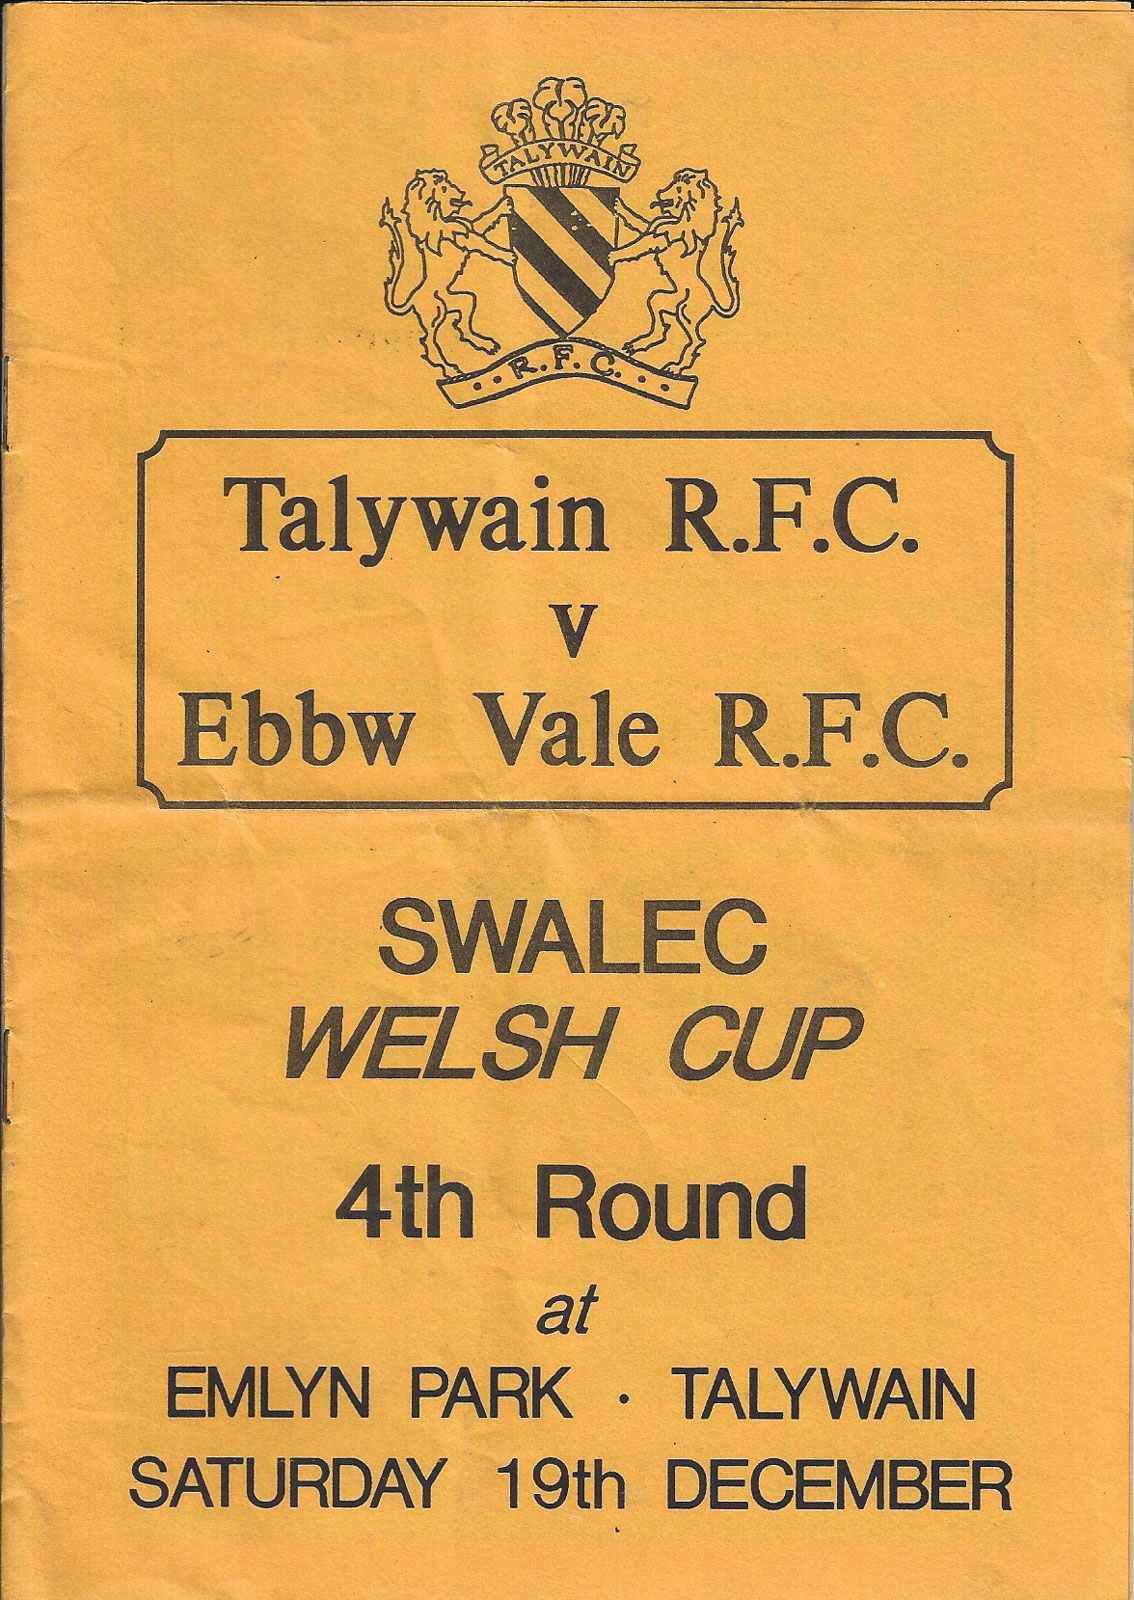 TALYWAIN
. . R.F.C. . .
Talywain R.F.C.
v
Ebbw Vale R.F.C.
SWALEC
WELSH CUP
4th Round
at
EMLYN PARK · TALYWAIN
SATURDAY 19th DECEMBER